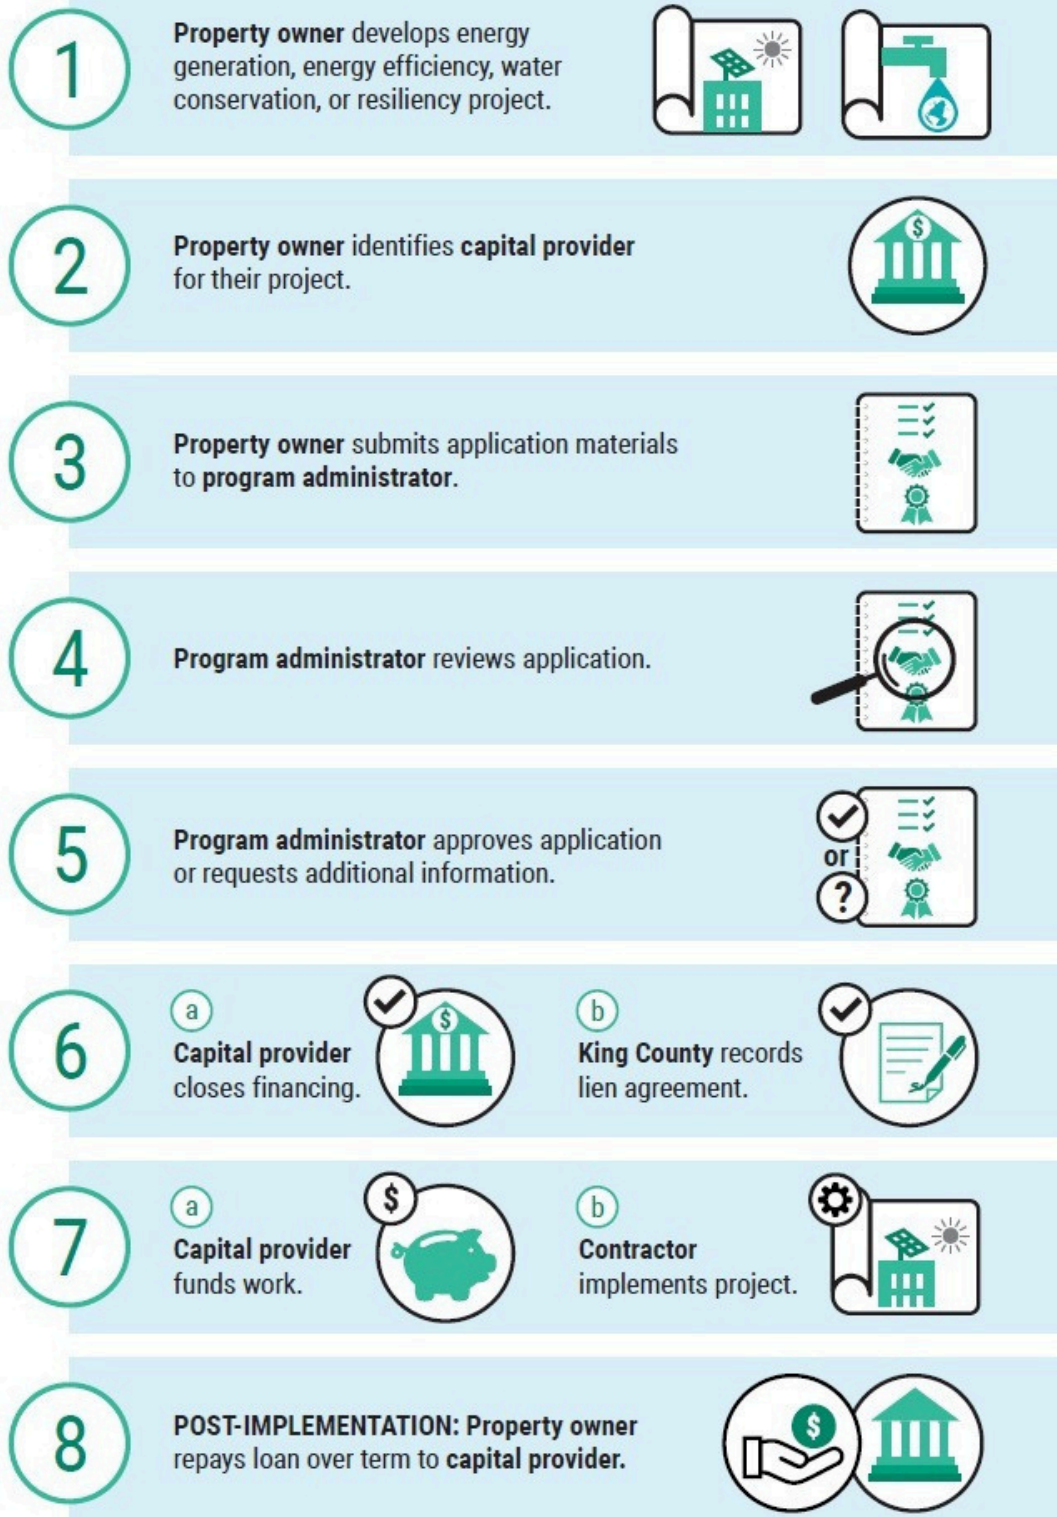 1
Property owner develops energy
generation, energy efficiency, water
conservation, or resiliency project.
2
Property owner identifies capital provider
for their project.
$
3
Property owner submits application materials
to program administrator.
4
Program administrator reviews application.
5
Program administrator approves application
or requests additional information.
or
?
6
a
Capital provider
closes financing.
$
b
King County records
lien agreement.
7
a
Capital provider
funds work.
$
b
Contractor
implements project.
8
POST-IMPLEMENTATION: Property owner
repays loan over term to capital provider.
$